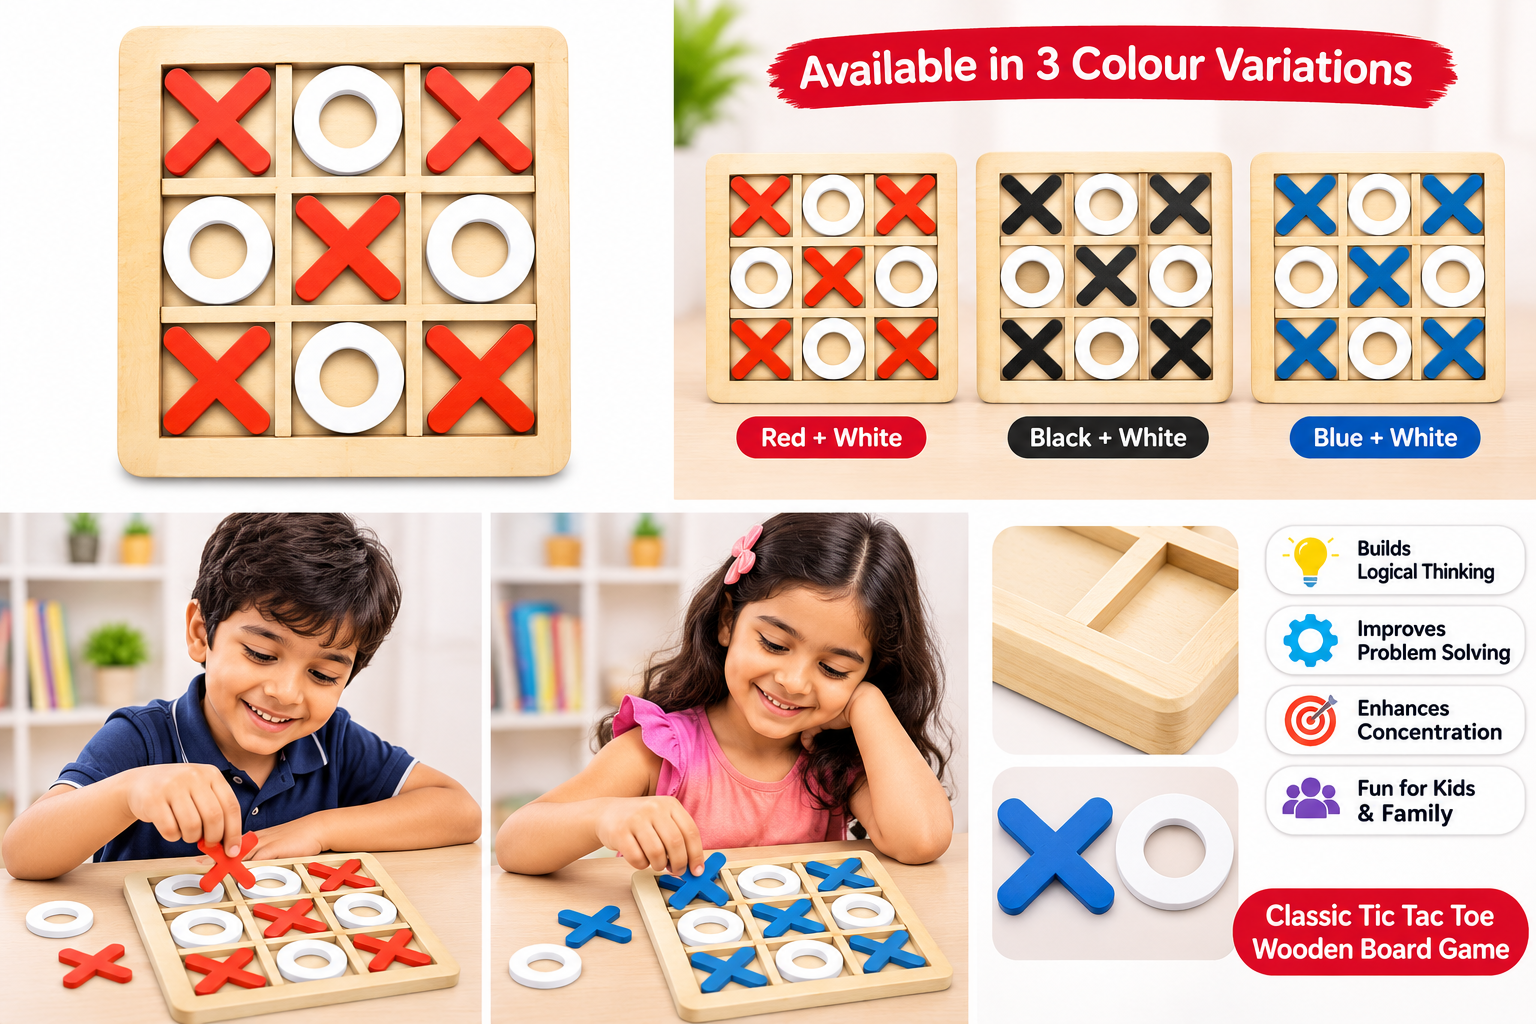 Available in 3 Colour Variations
Red + White
Black + White
Blue + White
Builds
Logical Thinking
Improves
Problem Solving
Enhances
Concentration
Fun for Kids
& Family
Classic Tic Tac Toe
Wooden Board Game